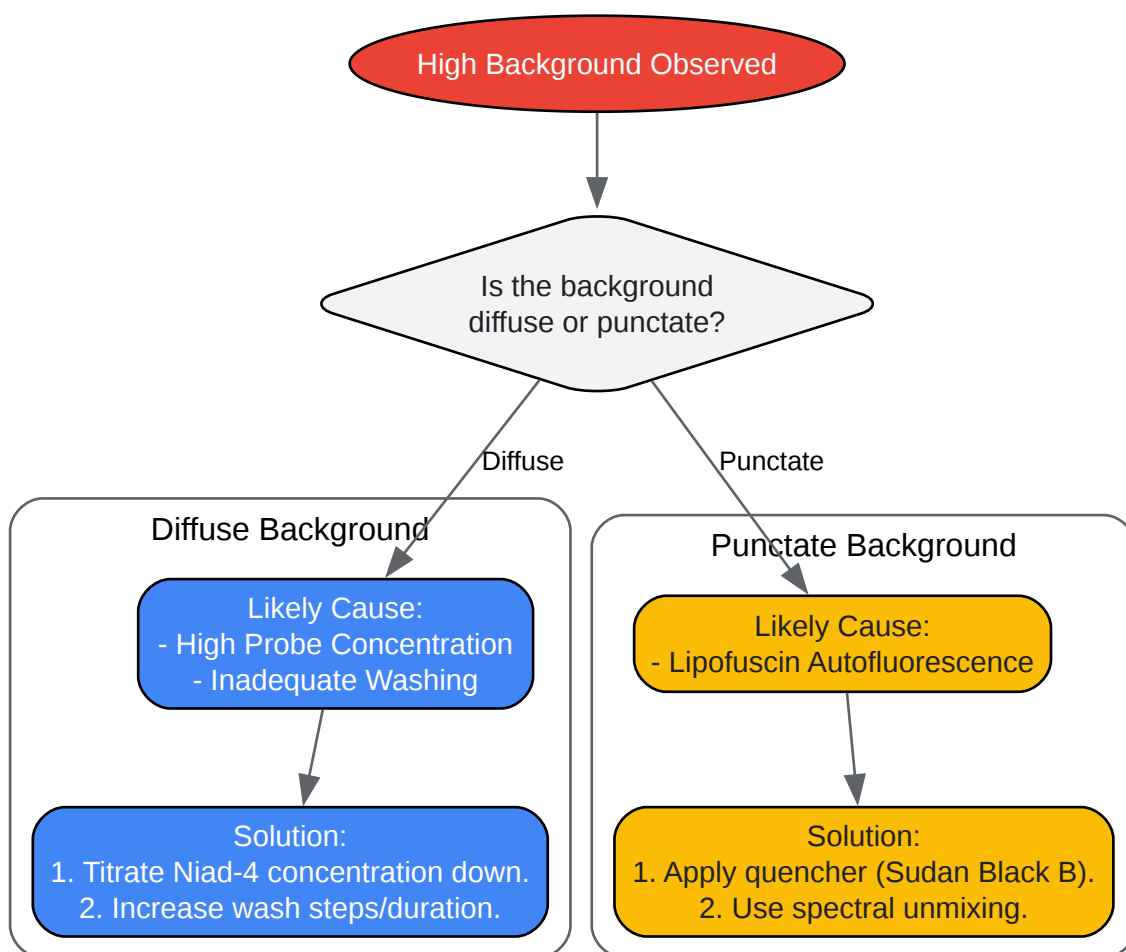 High Background Observed
Is the background
diffuse or punctate?
Diffuse
Punctate
Diffuse Background
Likely Cause:
- High Probe Concentration
- Inadequate Washing
Solution:
1. Titrate Niad-4 concentration down.
2. Increase wash steps/duration.
Punctate Background
Likely Cause:
- Lipofuscin Autofluorescence
Solution:
1. Apply quencher (Sudan Black B).
2. Use spectral unmixing.